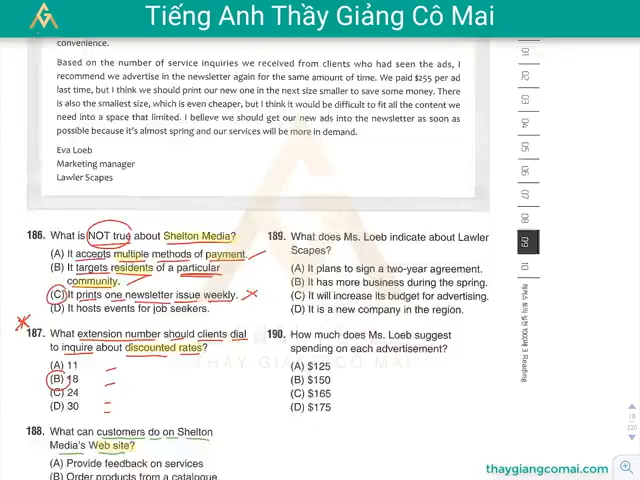 Tiếng Anh Thầy Giảng Cô Mai
convenience.
Based on the number of service inquiries we received from clients who had seen the ads, I
recommend we advertise in the newsletter again for the same amount of time. We paid $255 per ad
last time, but I think we should print our new one in the next size smaller to save some money. There
is also the smallest size, which is even cheaper, but I think it would be difficult to fit all the content we
need into a space that limited. I believe we should get our new ads into the newsletter as soon as
possible because it's almost spring and our services will be more in demand.
Eva Loeb
Marketing manager
Lawler Scapes
186. What is NOT true about Shelton Media?
(A) It accepts multiple methods of payment.
(B) It targets residents of a particular
community.
(C) It prints one newsletter issue weekly.
(D) It hosts events for job seekers.
187. What extension number should clients dial
to inquire about discounted rates?
(A) 11
(B) 18
(C) 24
(D) 30
188. What can customers do on Shelton
Media's Web site?
(A) Provide feedback on services
(B) Order products from a catalogue
189. What does Ms. Loeb indicate about Lawler
Scapes?
(A) It plans to sign a two-year agreement.
(B) It has more business during the spring.
(C) It will increase its budget for advertising.
(D) It is a new company in the region.
190. How much does Ms. Loeb suggest
spending on each advertisement?
(A) $125
(B) $150
(C) $165
(D) $175
THẦY GIẢNG CÔ MAI
01
02
03
04
05
06
07
08
09
10
18
220
thaygiangcomai.com